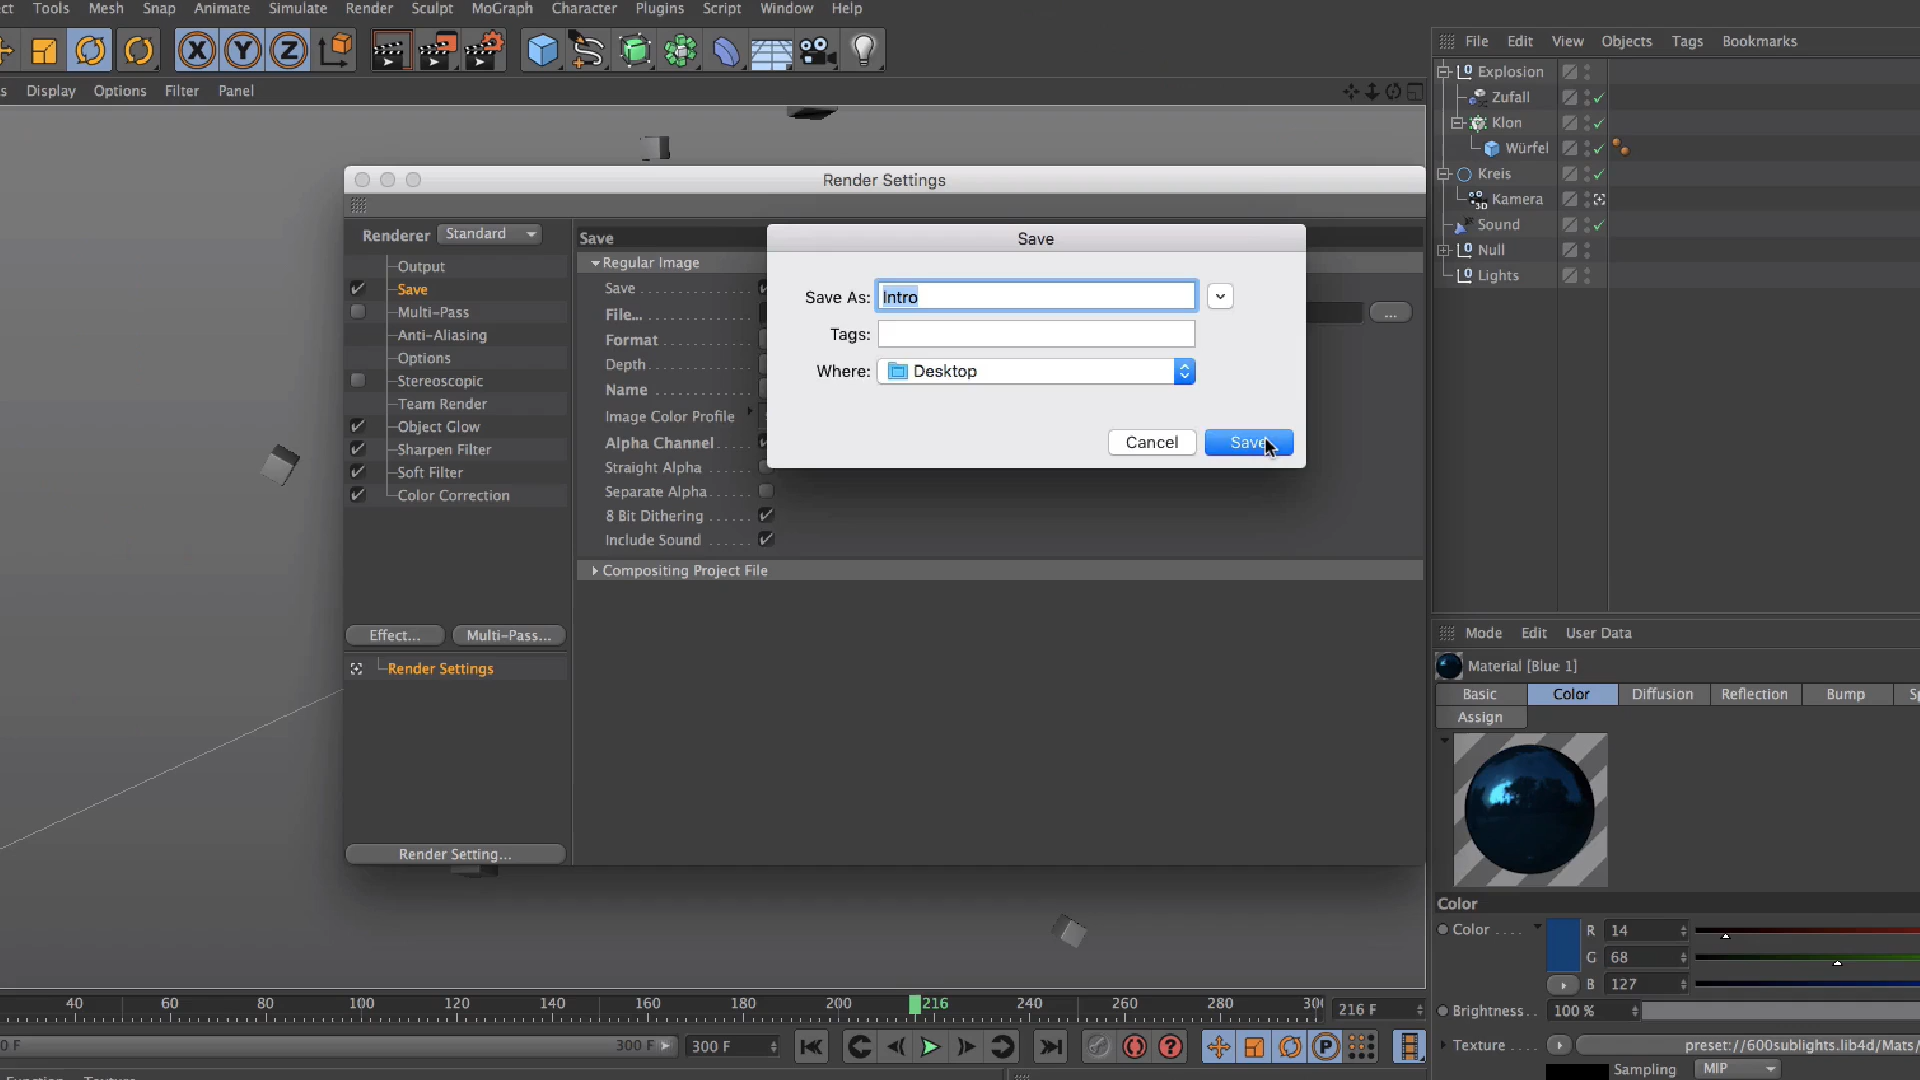 ct Tools Mesh Snap Animate Simulate Render Sculpt MoGraph Character Plugins Script Window Help
X Y Z
s Display Options Filter Panel
File Edit View Objects Tags Bookmarks
Explosion
Zufall
Klon
Würfel
Kreis
Kamera
Sound
Null
Lights
Render Settings
Renderer Standard
Output
Save
Multi-Pass
Anti-Aliasing
Options
Stereoscopic
Team Render
Object Glow
Sharpen Filter
Soft Filter
Color Correction
Effect... Multi-Pass...
Render Settings
Render Setting...
Save
Regular Image
Save
File...
...
Format
Depth
Name
Image Color Profile
Alpha Channel
Straight Alpha
Separate Alpha
8 Bit Dithering
Include Sound
Compositing Project File
Save
Save As: Intro
Tags:
Where: Desktop
Cancel Save
Mode Edit User Data
Material [Blue 1]
Basic Color Diffusion Reflection Bump Sp
Assign
Color
Color R 14
G 68
B 127
Brightness 100 %
Texture preset://600sublights.lib4d/Mats/
Sampling MIP
40 60 80 100 120 140 160 180 200 216 240 260 280 300 216 F
0 F 300 F 300 F